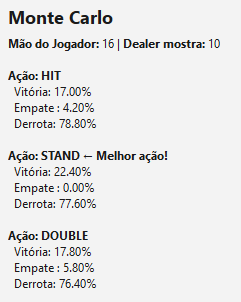 Monte Carlo
Mão do Jogador: 16 | Dealer mostra: 10
Ação: HIT
Vitória: 17.00%
Empate : 4.20%
Derrota: 78.80%
Ação: STAND ← Melhor ação!
Vitória: 22.40%
Empate : 0.00%
Derrota: 77.60%
Ação: DOUBLE
Vitória: 17.80%
Empate : 5.80%
Derrota: 76.40%